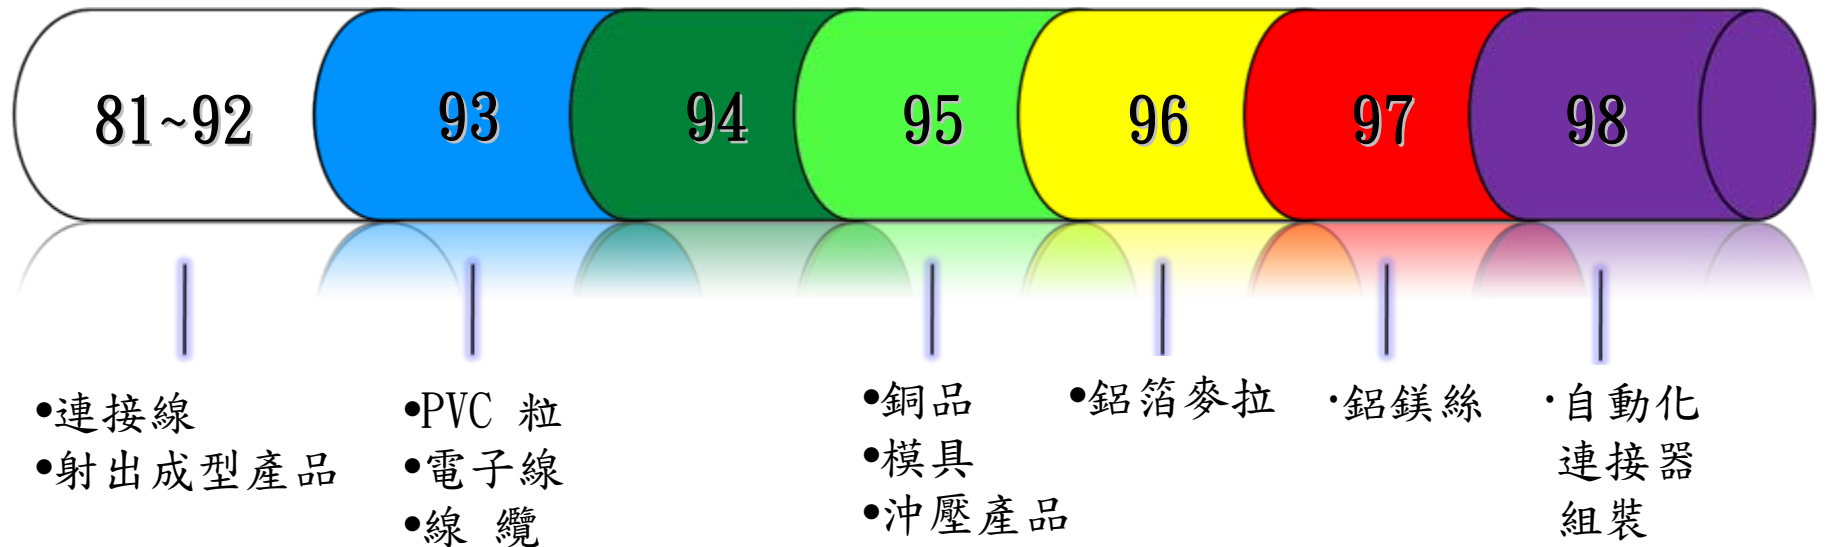 81~92
93
94
95
96
97
98
•連接線
•射出成型產品
•PVC 粒
•電子線
•線 纜
•銅品
•模具
•沖壓產品
•鋁箔麥拉
·鋁鎂絲
·自動化
連接器
組裝